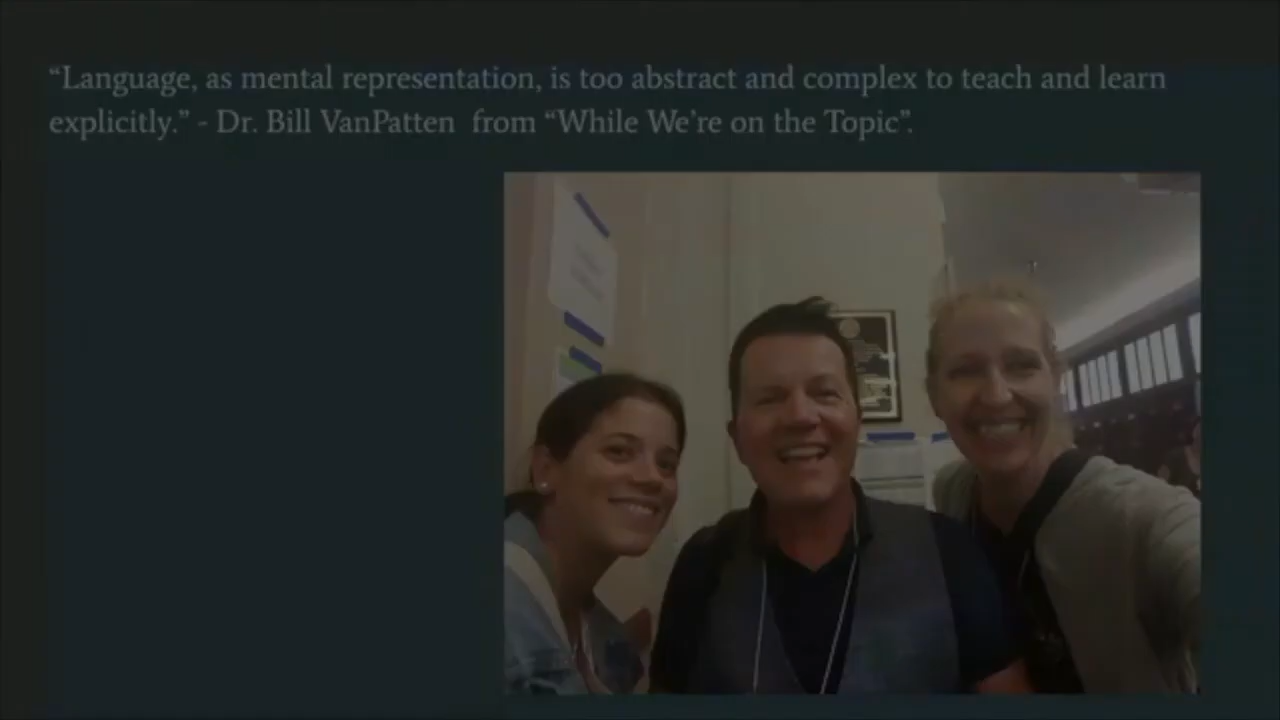 “Language, as mental representation, is too abstract and complex to teach and learn
explicitly.” - Dr. Bill VanPatten  from “While We’re on the Topic”.